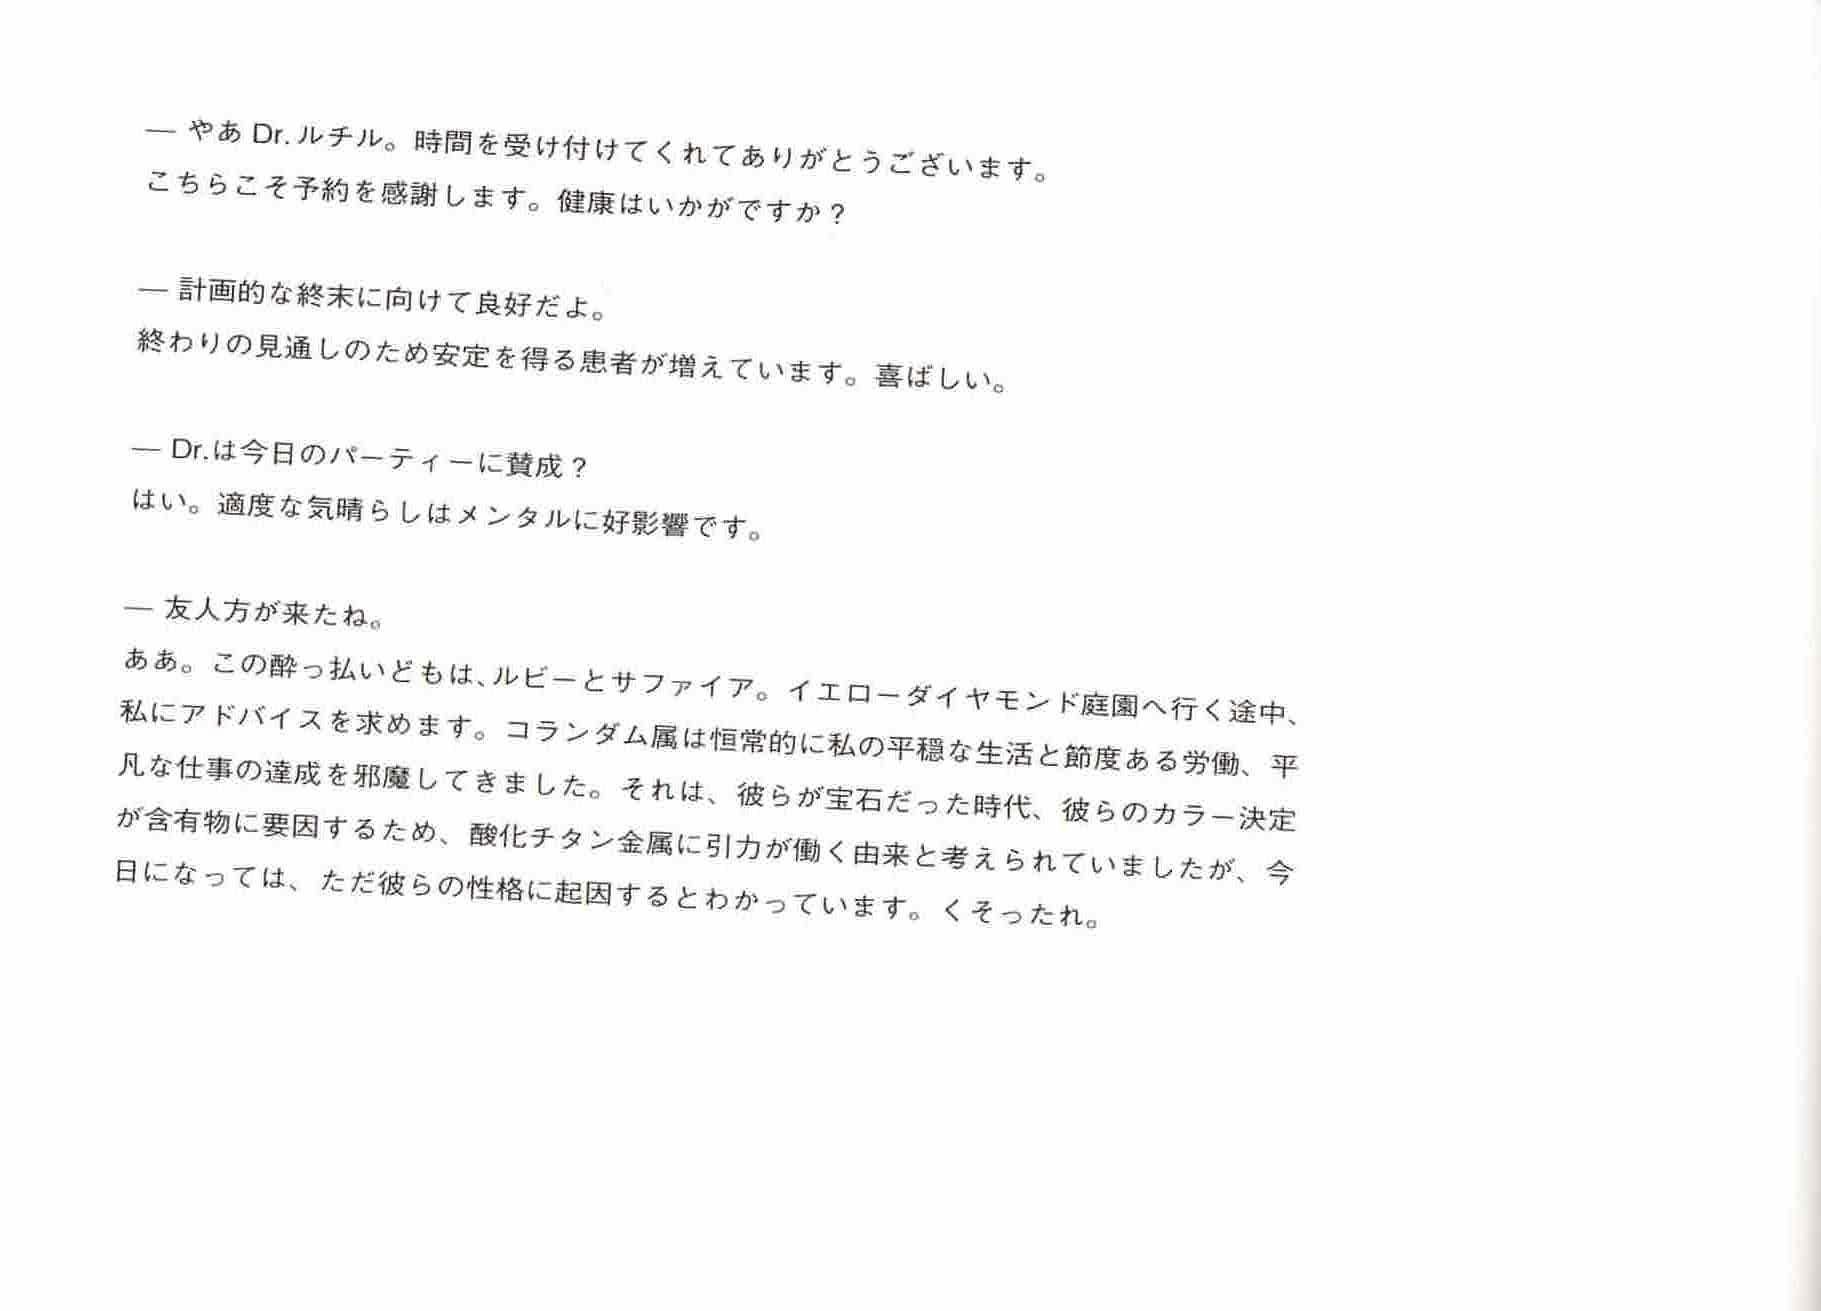 — やあ Dr.ルチル。時間を受け付けてくれてありがとうございます。
こちらこそ予約を感謝します。健康はいかがですか？
— 計画的な終末に向けて良好だよ。
終わりの見通しのため安定を得る患者が増えています。喜ばしい。
— Dr.は今日のパーティーに賛成？
はい。適度な気晴らしはメンタルに好影響です。
— 友人方が来たね。
ああ。この酔っ払いどもは、ルビーとサファイア。イエローダイヤモンド庭園へ行く途中、
私にアドバイスを求めます。コランダム属は恒常的に私の平穏な生活と節度ある労働、平
凡な仕事の達成を邪魔してきました。それは、彼らが宝石だった時代、彼らのカラー決定
が含有物に要因するため、酸化チタン金属に引力が働く由来と考えられていましたが、今
日になっては、ただ彼らの性格に起因するとわかっています。くそったれ。